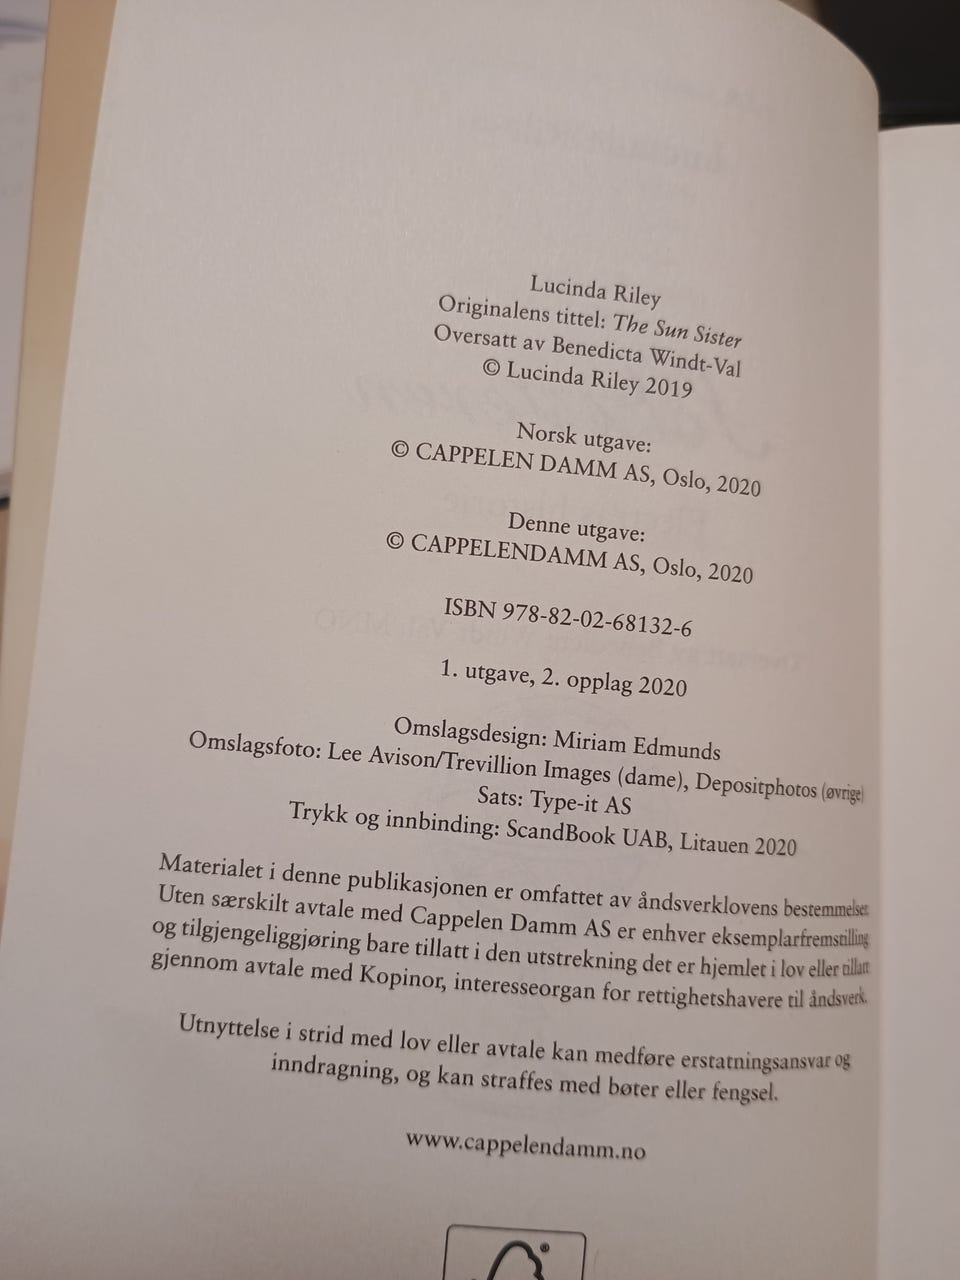 Lucinda Riley
Originalens tittel: The Sun Sister
Oversatt av Benedicta Windt-Val
© Lucinda Riley 2019
Norsk utgave:
© CAPPELEN DAMM AS, Oslo, 2020
Denne utgave:
© CAPPELENDAMM AS, Oslo, 2020
ISBN 978-82-02-68132-6
1. utgave, 2. opplag 2020
Omslagsdesign: Miriam Edmunds
Omslagsfoto: Lee Avison/Trevillion Images (dame), Depositphotos (øvrige)
Sats: Type-it AS
Trykk og innbinding: ScandBook UAB, Litauen 2020
Materialet i denne publikasjonen er omfattet av åndsverklovens bestemmelser.
Uten særskilt avtale med Cappelen Damm AS er enhver eksemplarfremstilling
og tilgjengeliggjøring bare tillatt i den utstrekning det er hjemlet i lov eller tillatt
gjennom avtale med Kopinor, interesseorgan for rettighetshavere til åndsverk.
Utnyttelse i strid med lov eller avtale kan medføre erstatningsansvar og
inndragning, og kan straffes med bøter eller fengsel.
www.cappelendamm.no